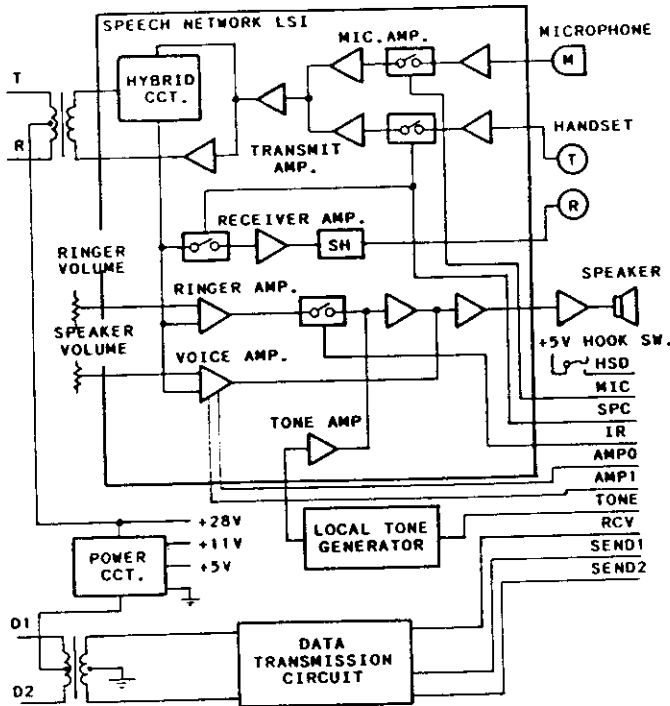 SPEECH NETWORK LSI
MIC. AMP.
MICROPHONE
M
T
HYBRID
CCT.
R
TRANSMIT
AMP.
HANDSET
T
R
RECEIVER AMP.
SH
RINGER
VOLUME
RINGER AMP.
SPEAKER
SPEAKER
VOLUME
VOICE AMP.
+5V HOOK SW.
HSD
MIC
SPC
TONE AMP
IR
AMP0
AMP1
TONE
LOCAL TONE
GENERATOR
RCV
SEND1
SEND2
+28V
POWER
CCT.
+11V
+5V
D1
DATA
TRANSMISSION
CIRCUIT
D2